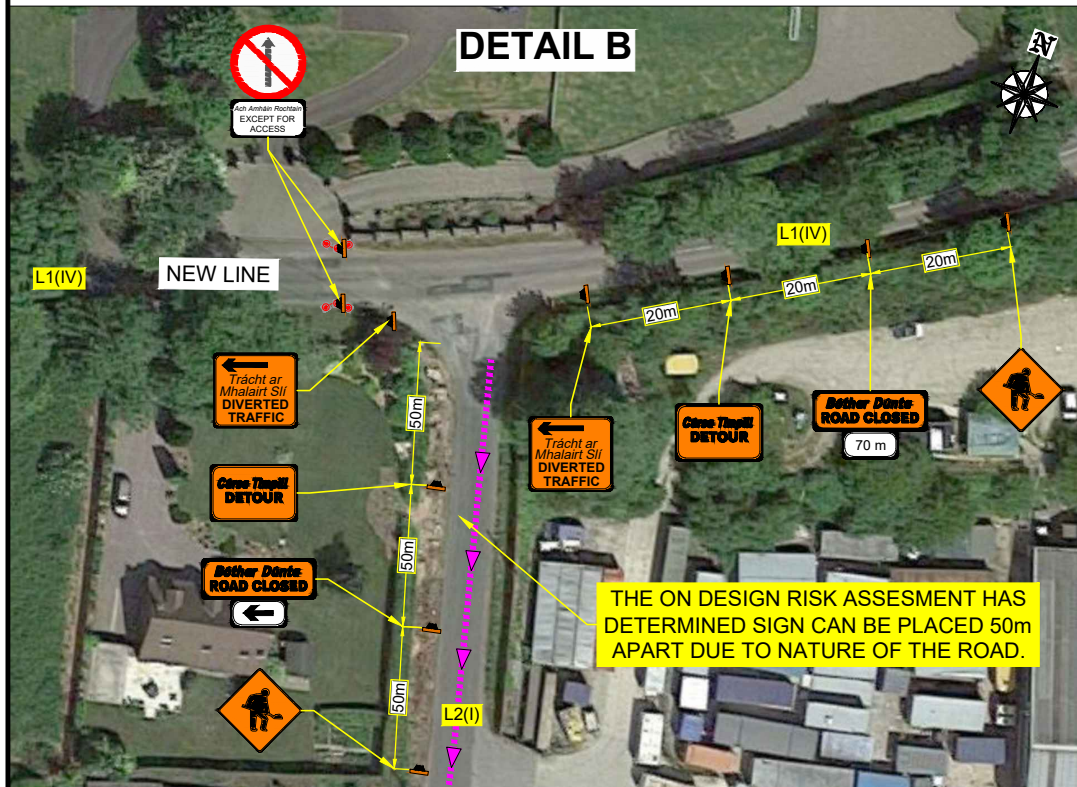 DETAIL B
N
Ach Amháin Rochtain
EXCEPT FOR
ACCESS
L1(IV)
NEW LINE
L1(IV)
20m
20m
20m
Trácht ar
Mhalairt Slí
DIVERTED
TRAFFIC
50m
Trácht ar
Mhalairt Slí
DIVERTED
TRAFFIC
Cúrsa Timpill
DETOUR
Bóthar Dúnta
ROAD CLOSED
70 m
Cúrsa Timpill
DETOUR
50m
Bóthar Dúnta
ROAD CLOSED
THE ON DESIGN RISK ASSESMENT HAS
DETERMINED SIGN CAN BE PLACED 50m
APART DUE TO NATURE OF THE ROAD.
50m
L2(I)